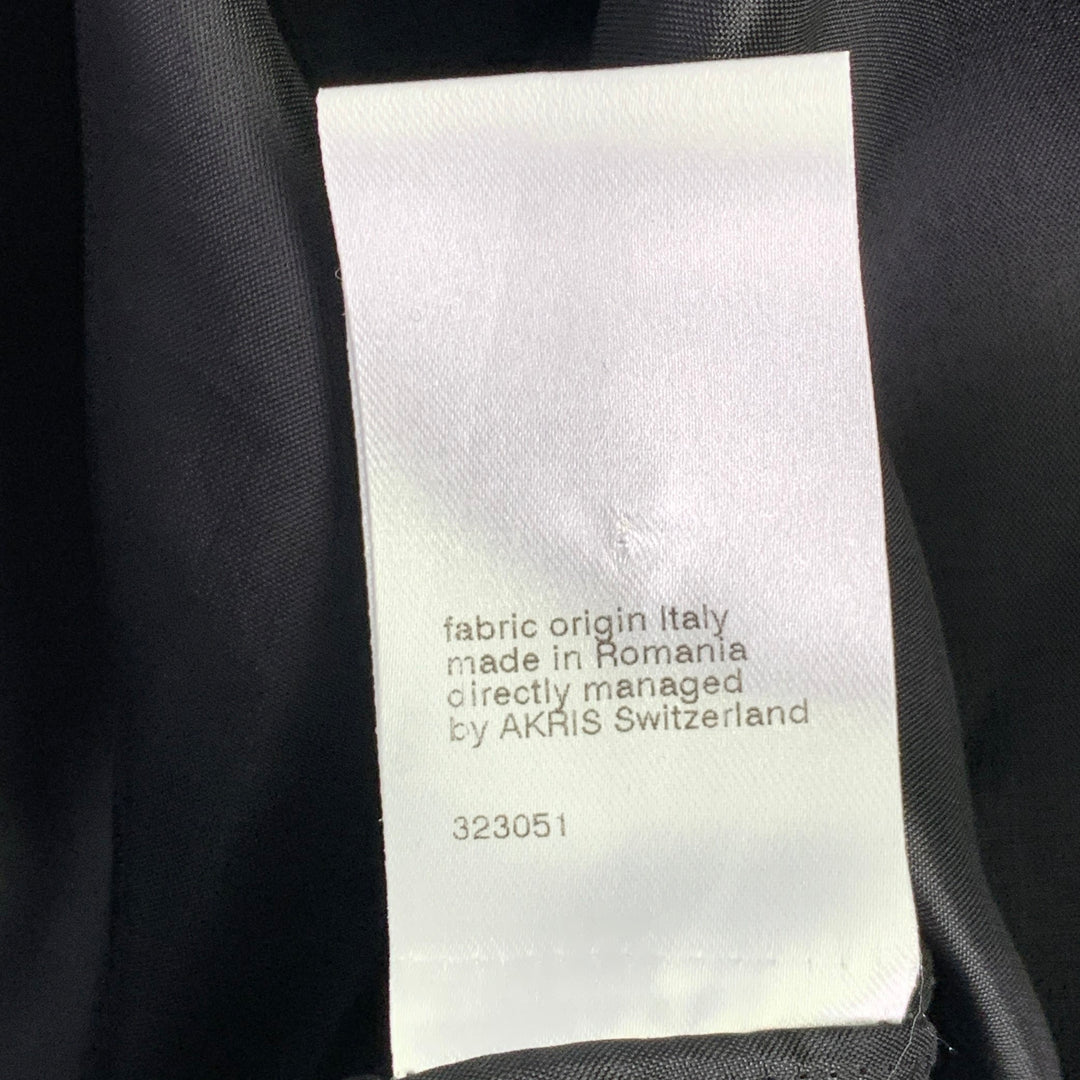 fabric origin Italy
made in Romania
directly managed
by AKRIS Switzerland
323051